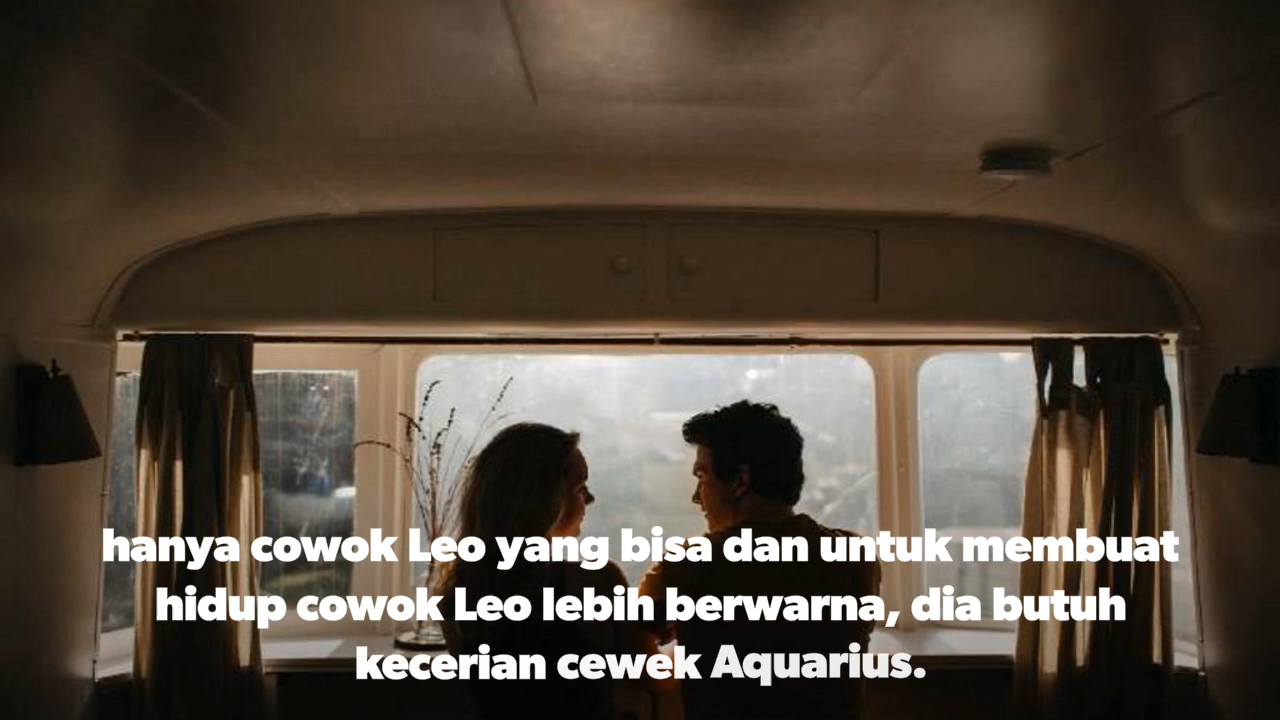 hanya cowok Leo yang bisa dan untuk membuat
hidup cowok Leo lebih berwarna, dia butuh
kecerian cewek Aquarius.